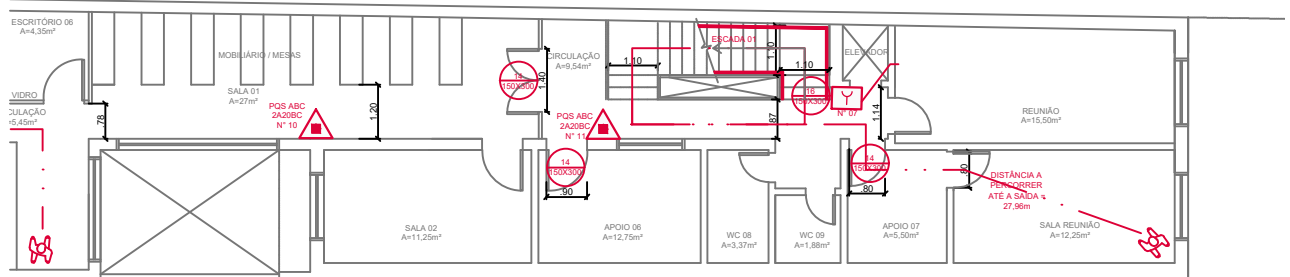 ESCRITÓRIO 06
A=4,35m²
VIDRO
CULAÇÃO
=5,45m²
.78
MOBILIÁRIO / MESAS
SALA 01
A=27m²
PQS ABC
2A20BC
N° 10
1.20
14
150X300
1.40
CIRCULAÇÃO
A=9,54m²
PQS ABC
2A20BC
N° 11
14
150X300
.90
1.10
ESCADA 01
1.10
1.10
.87
16
150X300
ELEVADOR
N° 07
1.14
14
150X300
.80
.80
REUNIÃO
A=15,50m²
DISTÂNCIA A
PERCORRER
ATÉ A SAÍDA =
27,96m
SALA 02
A=11,25m²
APOIO 06
A=12,75m²
WC 08
A=3,37m²
WC 09
A=1,88m²
APOIO 07
A=5,50m²
SALA REUNIÃO
A=12,25m²